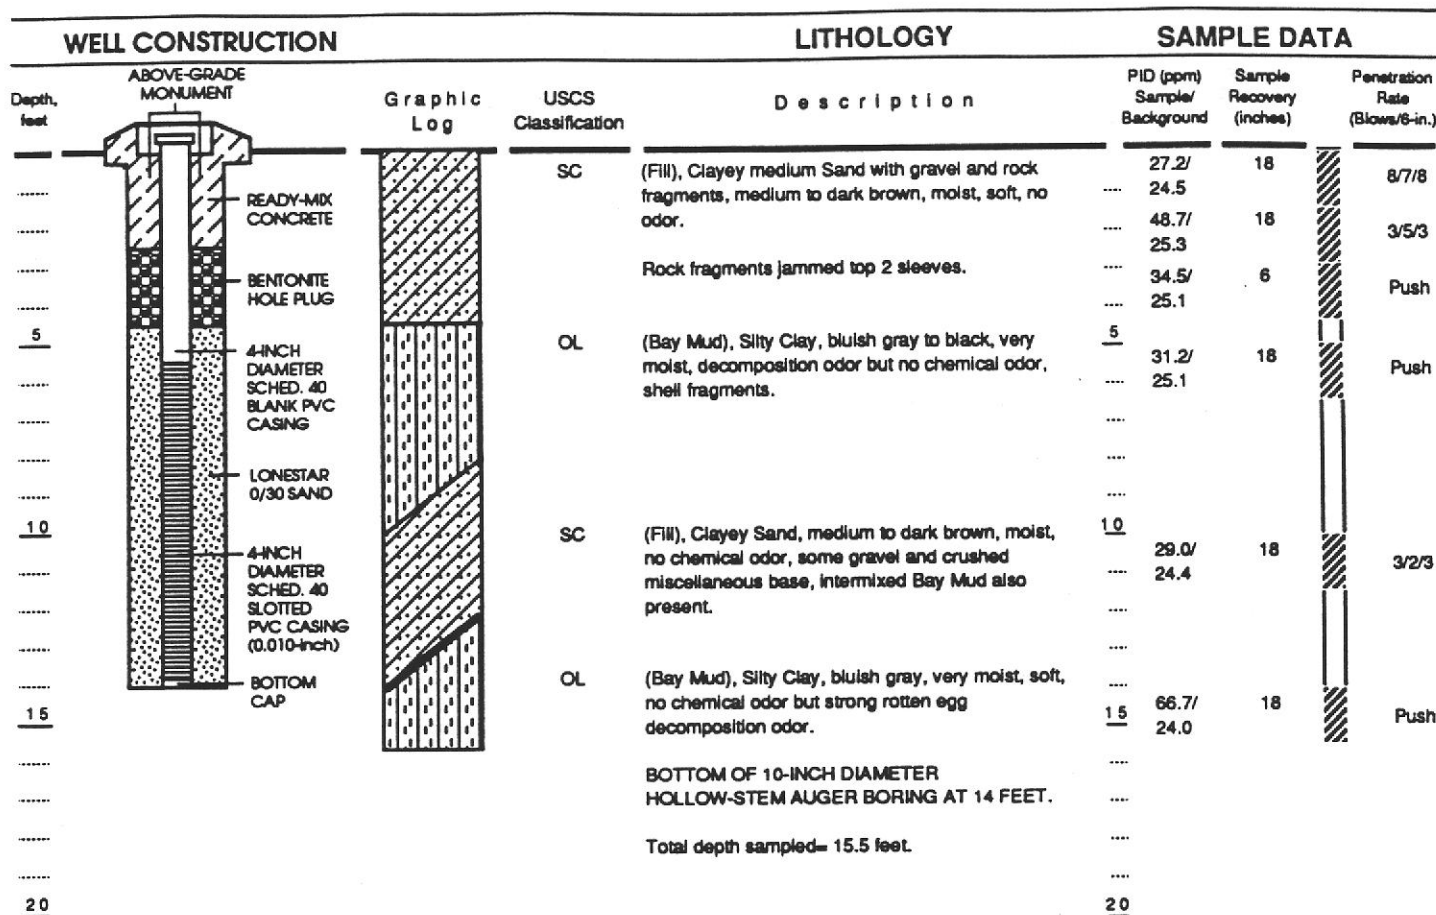 WELL CONSTRUCTION
LITHOLOGY
SAMPLE DATA
Depth, feet
ABOVE-GRADE
MONUMENT
Graphic
Log
USCS
Classification
Description
PID (ppm)
Sample/
Background
Sample
Recovery
(inches)
Penetration
Rate
(Blows/6-in.)
READY-MIX
CONCRETE
BENTONITE
HOLE PLUG
4-INCH
DIAMETER
SCHED. 40
BLANK PVC
CASING
LONESTAR
0/30 SAND
4-INCH
DIAMETER
SCHED. 40
SLOTTED
PVC CASING
(0.010-inch)
BOTTOM
CAP
5
10
15
20
SC
(Fill), Clayey medium Sand with gravel and rock
fragments, medium to dark brown, moist, soft, no
odor.
Rock fragments jammed top 2 sleeves.
OL
(Bay Mud), Silty Clay, bluish gray to black, very
moist, decomposition odor but no chemical odor,
shell fragments.
SC
(Fill), Clayey Sand, medium to dark brown, moist,
no chemical odor, some gravel and crushed
miscellaneous base, intermixed Bay Mud also
present.
OL
(Bay Mud), Silty Clay, bluish gray, very moist, soft,
no chemical odor but strong rotten egg
decomposition odor.
BOTTOM OF 10-INCH DIAMETER
HOLLOW-STEM AUGER BORING AT 14 FEET.
Total depth sampled= 15.5 feet.
5
10
15
20
27.2/
24.5
18
8/7/8
48.7/
25.3
18
3/5/3
34.5/
25.1
6
Push
31.2/
25.1
18
Push
29.0/
24.4
18
3/2/3
66.7/
24.0
18
Push